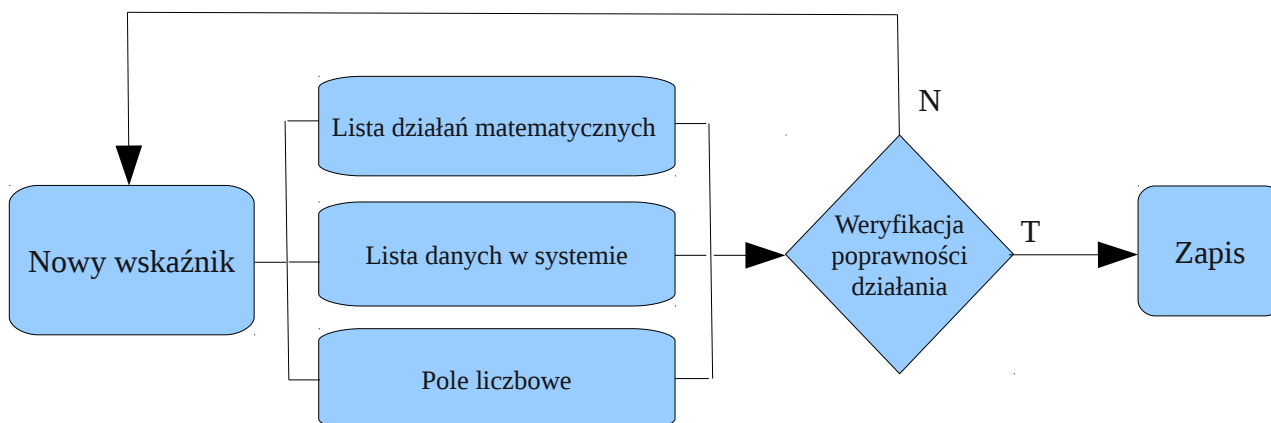 N
Lista działań matematycznych
Nowy wskaźnik
Lista danych w systemie
Weryfikacja
poprawności
działania
T
Zapis
Pole liczbowe